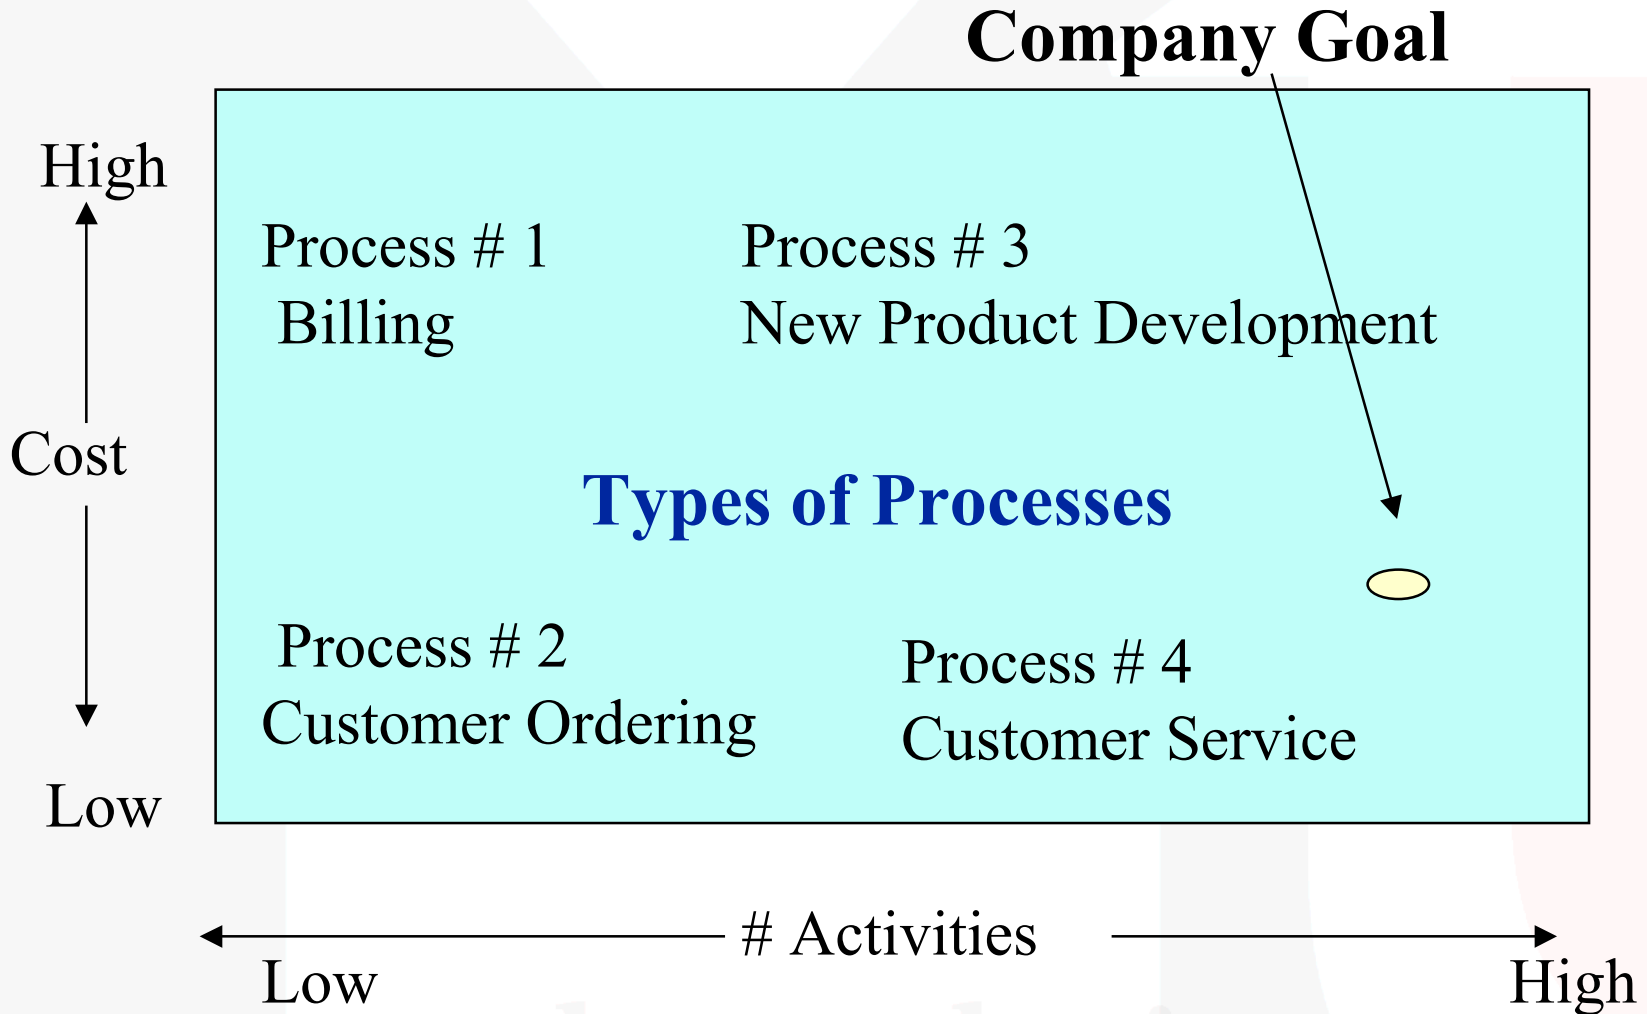 Company Goal
High
Process # 1
Billing
Process # 3
New Product Development
Cost
Types of Processes
Process # 2
Customer Ordering
Process # 4
Customer Service
Low
# Activities
Low
High